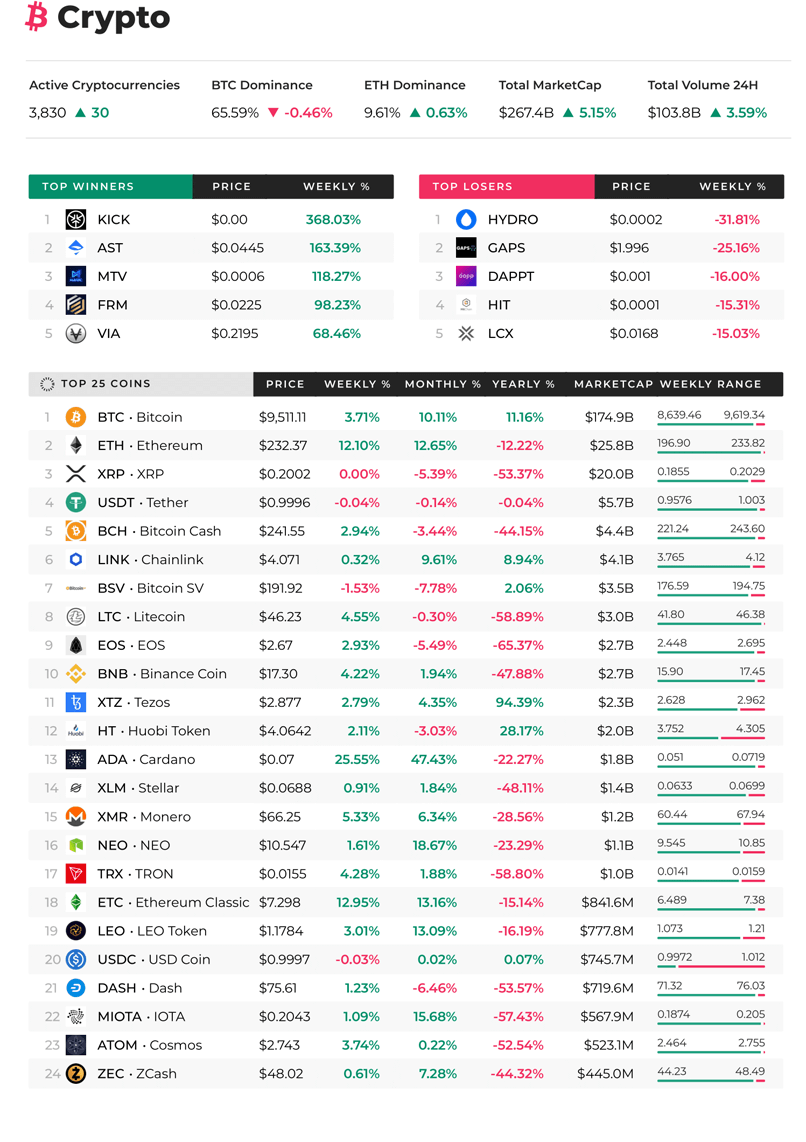 Crypto
Active Cryptocurrencies BTC Dominance ETH Dominance Total MarketCap Total Volume 24H
3,830 ▲ 30 65.59% ▼ -0.46% 9.61% ▲ 0.63% $267.4B ▲ 5.15% $103.8B ▲ 3.59%
TOP WINNERS PRICE WEEKLY %
1 KICK $0.00 368.03%
2 AST $0.0445 163.39%
3 MTV $0.0006 118.27%
4 FRM $0.0225 98.23%
5 VIA $0.2195 68.46%
TOP LOSERS PRICE WEEKLY %
1 HYDRO $0.0002 -31.81%
2 GAPS $1.996 -25.16%
3 DAPPT $0.001 -16.00%
4 HIT $0.0001 -15.31%
5 LCX $0.0168 -15.03%
TOP 25 COINS PRICE WEEKLY % MONTHLY % YEARLY % MARKETCAP WEEKLY RANGE
1 BTC · Bitcoin $9,511.11 3.71% 10.11% 11.16% $174.9B 8,639.46 9,619.34
2 ETH · Ethereum $232.37 12.10% 12.65% -12.22% $25.8B 196.90 233.82
3 XRP · XRP $0.2002 0.00% -5.39% -53.37% $20.0B 0.1855 0.2029
4 USDT · Tether $0.9996 -0.04% -0.14% -0.04% $5.7B 0.9576 1.003
5 BCH · Bitcoin Cash $241.55 2.94% -3.44% -44.15% $4.4B 221.24 243.60
6 LINK · Chainlink $4.071 0.32% 9.61% 8.94% $4.1B 3.765 4.12
7 BSV · Bitcoin SV $191.92 -1.53% -7.78% 2.06% $3.5B 176.59 194.75
8 LTC · Litecoin $46.23 4.55% -0.30% -58.89% $3.0B 41.80 46.38
9 EOS · EOS $2.67 2.93% -5.49% -65.37% $2.7B 2.448 2.695
10 BNB · Binance Coin $17.30 4.22% 1.94% -47.88% $2.7B 15.90 17.45
11 XTZ · Tezos $2.877 2.79% 4.35% 94.39% $2.3B 2.628 2.962
12 HT · Huobi Token $4.0642 2.11% -3.03% 28.17% $2.0B 3.752 4.305
13 ADA · Cardano $0.07 25.55% 47.43% -22.27% $1.8B 0.051 0.0719
14 XLM · Stellar $0.0688 0.91% 1.84% -48.11% $1.4B 0.0633 0.0699
15 XMR · Monero $66.25 5.33% 6.34% -28.56% $1.2B 60.44 67.94
16 NEO · NEO $10.547 1.61% 18.67% -23.29% $1.1B 9.545 10.85
17 TRX · TRON $0.0155 4.28% 1.88% -58.80% $1.0B 0.0141 0.0159
18 ETC · Ethereum Classic $7.298 12.95% 13.16% -15.14% $841.6M 6.489 7.38
19 LEO · LEO Token $1.1784 3.01% 13.09% -16.19% $777.8M 1.073 1.21
20 USDC · USD Coin $0.9997 -0.03% 0.02% 0.07% $745.7M 0.9972 1.012
21 DASH · Dash $75.61 1.23% -6.46% -53.57% $719.6M 71.32 76.03
22 MIOTA · IOTA $0.2043 1.09% 15.68% -57.43% $567.9M 0.1874 0.205
23 ATOM · Cosmos $2.743 3.74% 0.22% -52.54% $523.1M 2.464 2.755
24 ZEC · ZCash $48.02 0.61% 7.28% -44.32% $445.0M 44.23 48.49